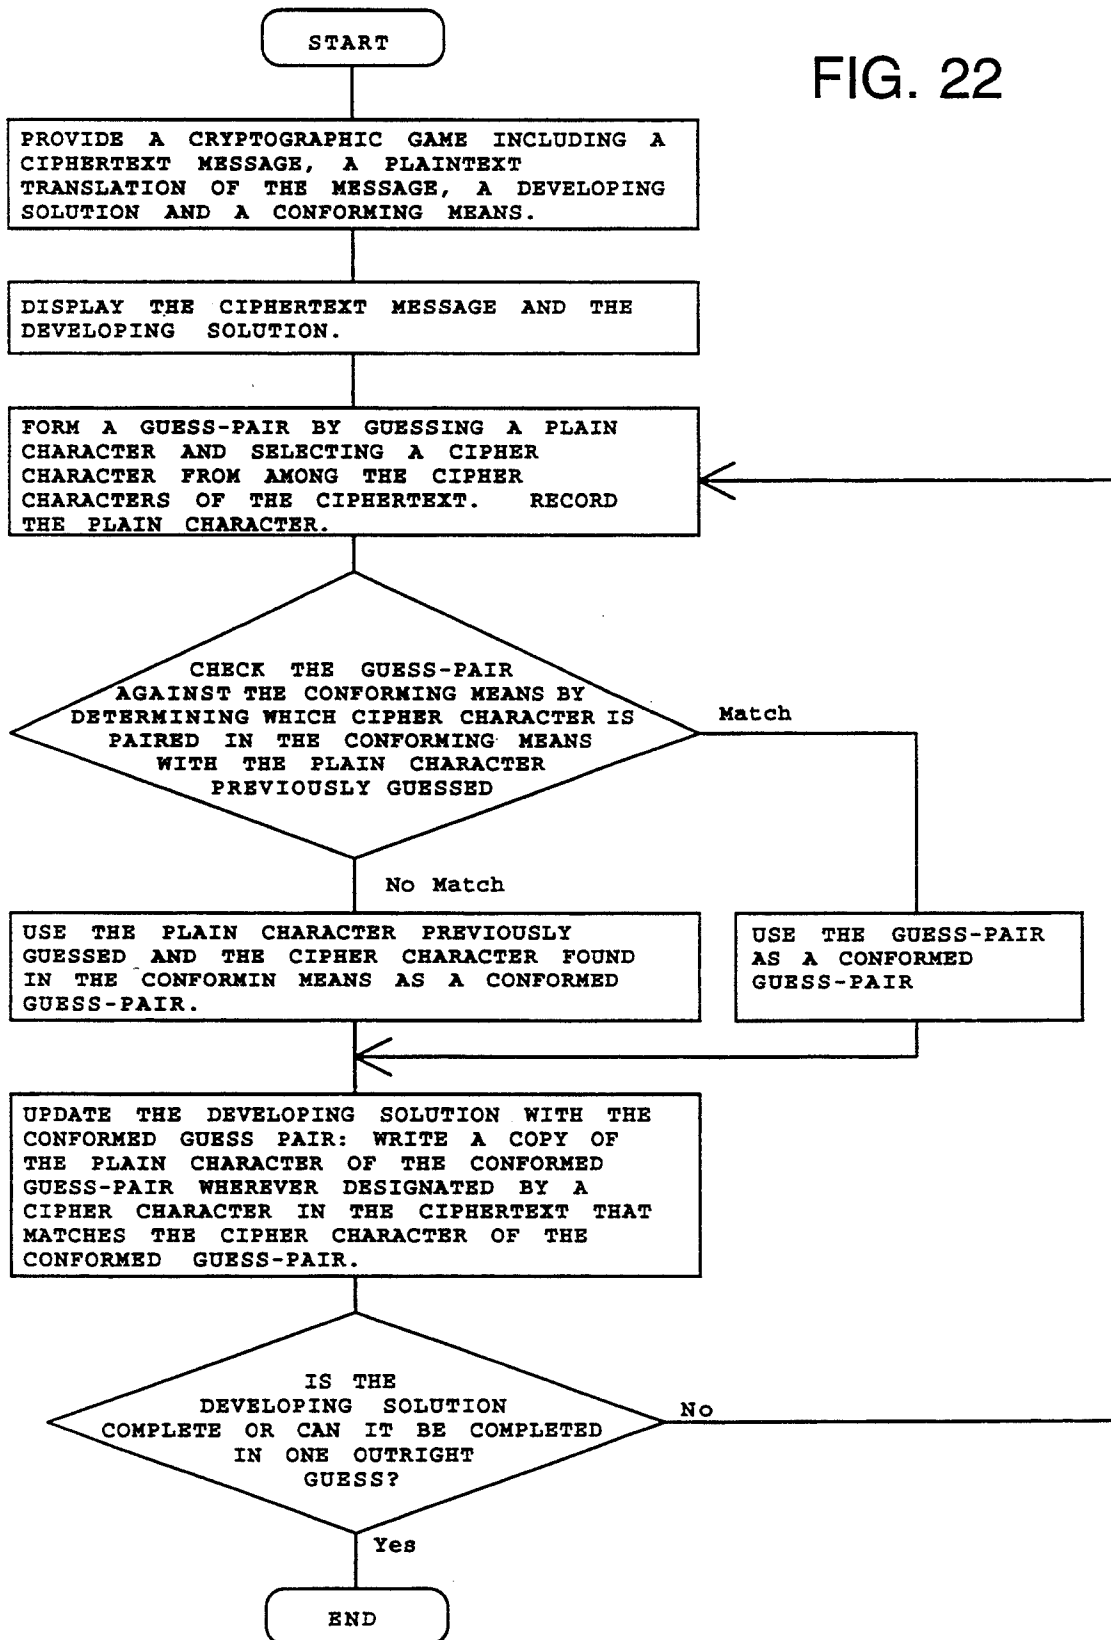 START
FIG. 22
PROVIDE A CRYPTOGRAPHIC GAME INCLUDING A
CIPHERTEXT MESSAGE, A PLAINTEXT
TRANSLATION OF THE MESSAGE, A DEVELOPING
SOLUTION AND A CONFORMING MEANS.
DISPLAY THE CIPHERTEXT MESSAGE AND THE
DEVELOPING SOLUTION.
FORM A GUESS-PAIR BY GUESSING A PLAIN
CHARACTER AND SELECTING A CIPHER
CHARACTER FROM AMONG THE CIPHER
CHARACTERS OF THE CIPHERTEXT. RECORD
THE PLAIN CHARACTER.
CHECK THE GUESS-PAIR
AGAINST THE CONFORMING MEANS BY
DETERMINING WHICH CIPHER CHARACTER IS
PAIRED IN THE CONFORMING MEANS
WITH THE PLAIN CHARACTER
PREVIOUSLY GUESSED
Match
No Match
USE THE PLAIN CHARACTER PREVIOUSLY
GUESSED AND THE CIPHER CHARACTER FOUND
IN THE CONFORMIN MEANS AS A CONFORMED
GUESS-PAIR.
USE THE GUESS-PAIR
AS A CONFORMED
GUESS-PAIR
UPDATE THE DEVELOPING SOLUTION WITH THE
CONFORMED GUESS PAIR: WRITE A COPY OF
THE PLAIN CHARACTER OF THE CONFORMED
GUESS-PAIR WHEREVER DESIGNATED BY A
CIPHER CHARACTER IN THE CIPHERTEXT THAT
MATCHES THE CIPHER CHARACTER OF THE
CONFORMED GUESS-PAIR.
IS THE
DEVELOPING SOLUTION
COMPLETE OR CAN IT BE COMPLETED
IN ONE OUTRIGHT
GUESS?
No
Yes
END